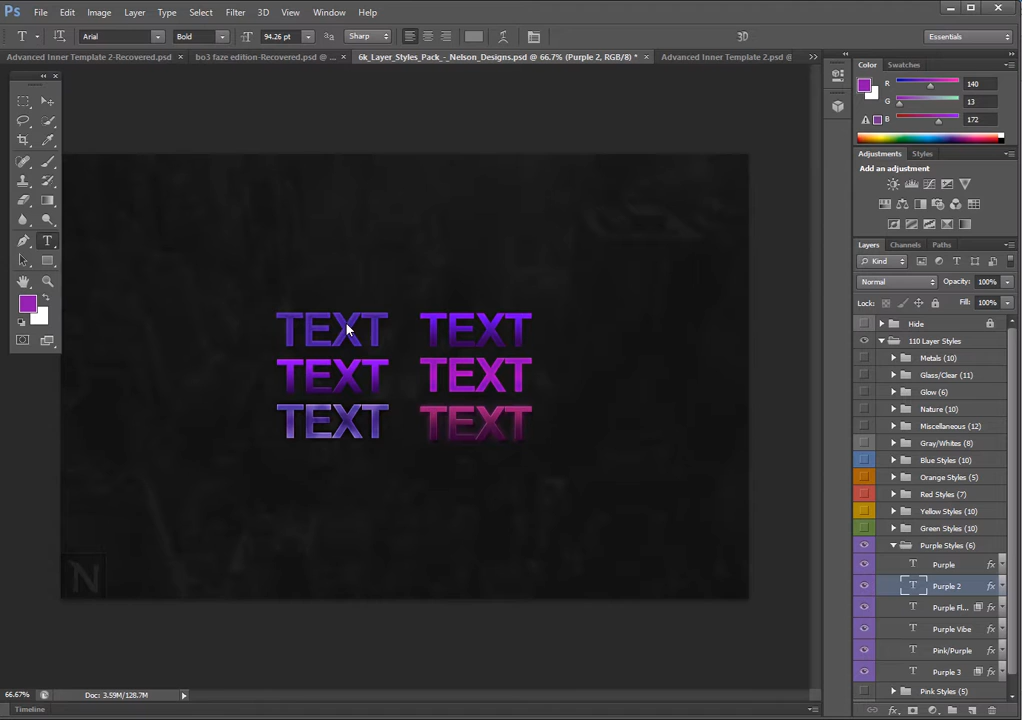 Ps File Edit Image Layer Type Select Filter 3D View Window Help
T Arial Bold 94.26 pt Sharp 3D Essentials
Advanced Inner Template 2-Recovered.psd × bo3 faze edition-Recovered.psd @ ... × 6k_Layer_Styles_Pack_-_Nelson_Designs.psd @ 66.7% (Purple 2, RGB/8) * × Advanced Inner Template 2.psd @
Color Swatches
R 140
G 13
B 172
Adjustments Styles
Add an adjustment
Layers Channels Paths
Kind
Normal Opacity: 100%
Lock: Fill: 100%
Hide
110 Layer Styles
Metals (10)
Glass/Clear (11)
Glow (6)
Nature (10)
Miscellaneous (12)
Gray/Whites (8)
Blue Styles (10)
Orange Styles (5)
Red Styles (7)
Yellow Styles (10)
Green Styles (10)
Purple Styles (6)
T Purple fx
T Purple 2 fx
T Purple Fl... fx
T Purple Vibe fx
T Pink/Purple fx
T Purple 3 fx
Pink Styles (5)
TEXT TEXT
TEXT TEXT
TEXT TEXT
N
66.67% Doc: 3.59M/128.7M
Timeline